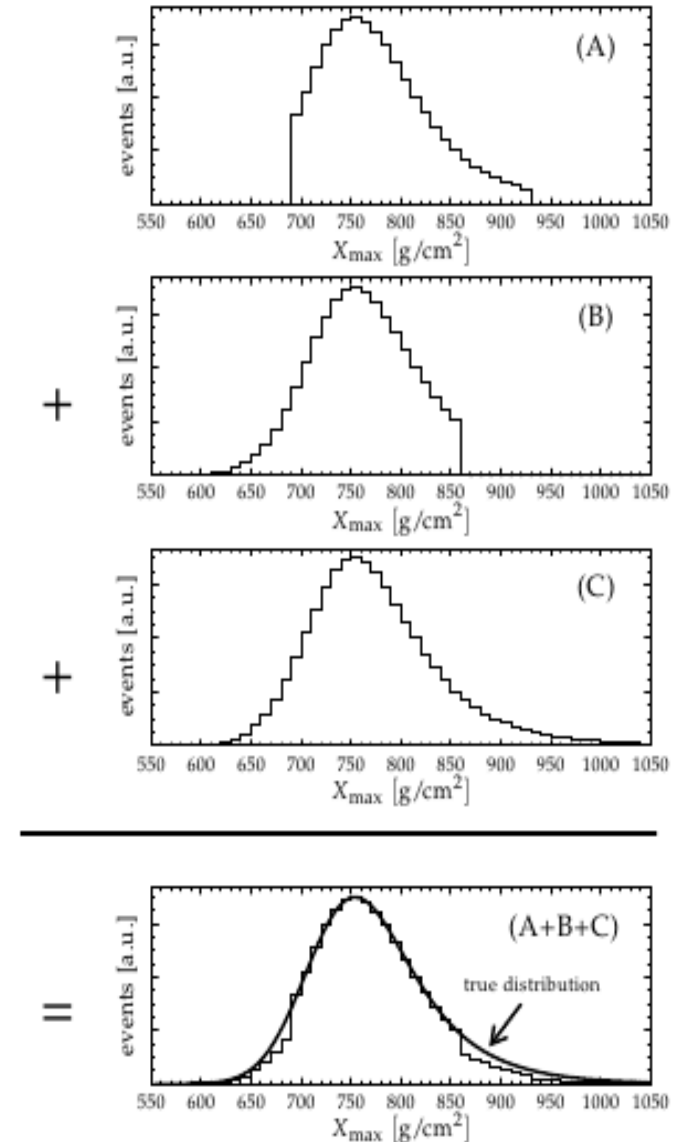 (A)
events [a.u.]
550 600 650 700 750 800 850 900 950 1000 1050
Xmax [g/cm²]
+
(B)
events [a.u.]
550 600 650 700 750 800 850 900 950 1000 1050
Xmax [g/cm²]
+
(C)
events [a.u.]
550 600 650 700 750 800 850 900 950 1000 1050
Xmax [g/cm²]
=
(A+B+C)
true distribution
events [a.u.]
550 600 650 700 750 800 850 900 950 1000 1050
Xmax [g/cm²]